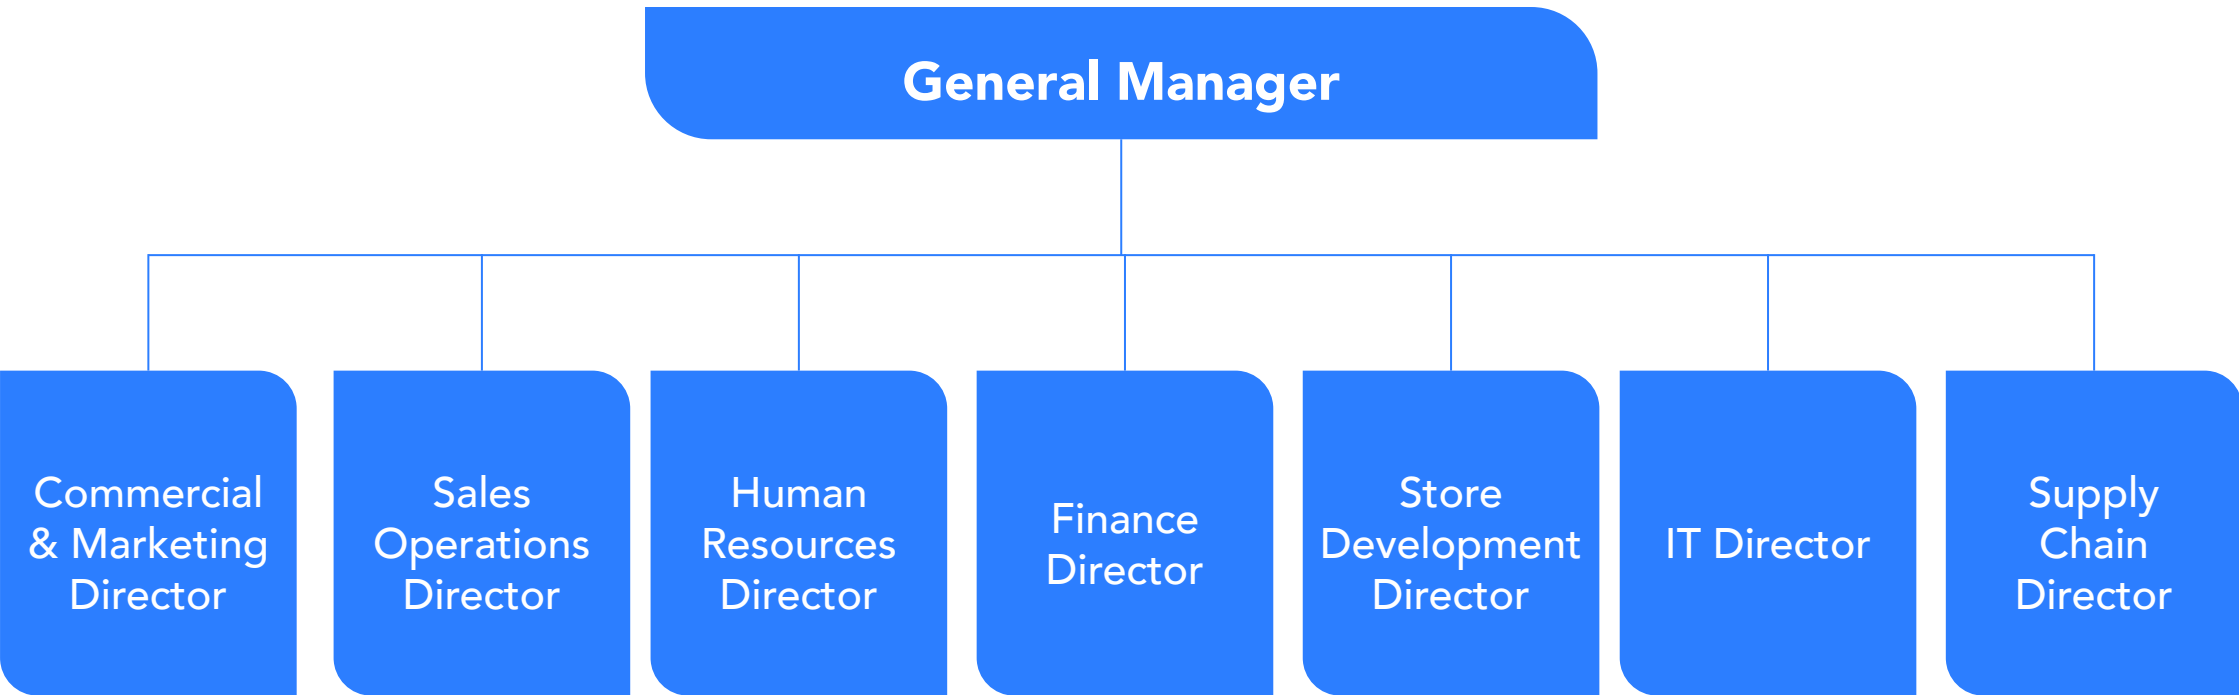 General Manager
Commercial
& Marketing
Director
Sales
Operations
Director
Human
Resources
Director
Finance
Director
Store
Development
Director
IT Director
Supply
Chain
Director